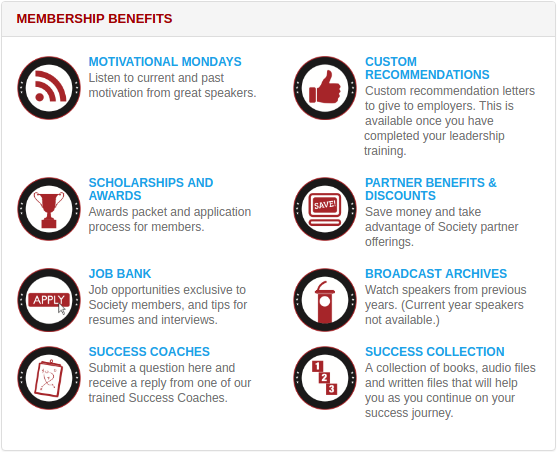 MEMBERSHIP BENEFITS
MOTIVATIONAL MONDAYS
Listen to current and past
motivation from great speakers.
CUSTOM
RECOMMENDATIONS
Custom recommendation letters
to give to employers. This is
available once you have
completed your leadership
training.
SCHOLARSHIPS AND
AWARDS
Awards packet and application
process for members.
SAVE!
PARTNER BENEFITS &
DISCOUNTS
Save money and take
advantage of Society partner
offerings.
APPLY
JOB BANK
Job opportunities exclusive to
Society members, and tips for
resumes and interviews.
BROADCAST ARCHIVES
Watch speakers from previous
years. (Current year speakers
not available.)
SUCCESS COACHES
Submit a question here and
receive a reply from one of our
trained Success Coaches.
1
2
3
SUCCESS COLLECTION
A collection of books, audio files
and written files that will help
you as you continue on your
success journey.